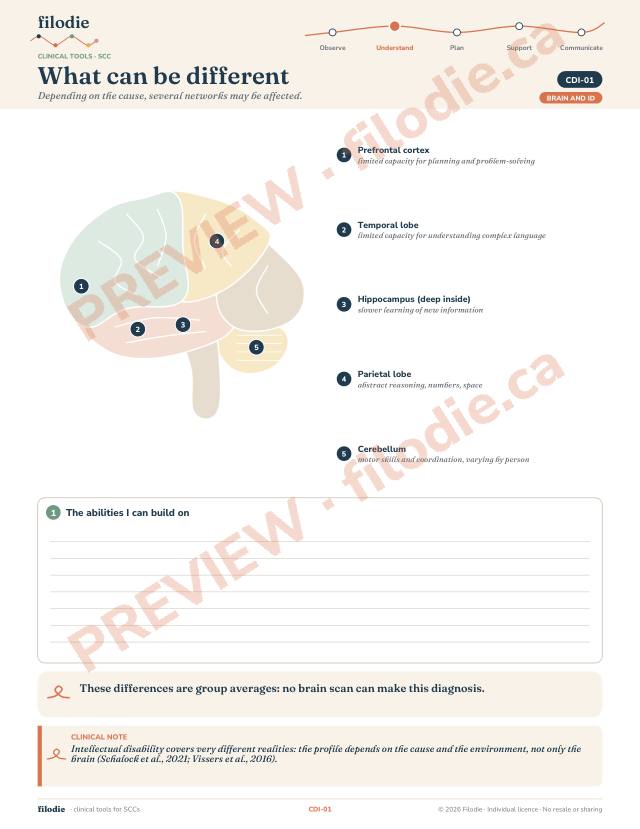 filodie
CLINICAL TOOLS · SCC
Observe
Understand
Plan
Support
Communicate
What can be different
Depending on the cause, several networks may be affected.
CDI-01
BRAIN AND ID
1 Prefrontal cortex
limited capacity for planning and problem-solving
2 Temporal lobe
limited capacity for understanding complex language
3 Hippocampus (deep inside)
slower learning of new information
4 Parietal lobe
abstract reasoning, numbers, space
5 Cerebellum
motor skills and coordination, varying by person
4
1
2
3
5
PREVIEW · filodie.ca
PREVIEW · filodie.ca
1 The abilities I can build on
These differences are group averages: no brain scan can make this diagnosis.
CLINICAL NOTE
Intellectual disability covers very different realities: the profile depends on the cause and the environment, not only the
brain (Schalock et al., 2021; Vissers et al., 2016).
filodie · clinical tools for SCCs
CDI-01
© 2026 Filodie · Individual licence · No resale or sharing